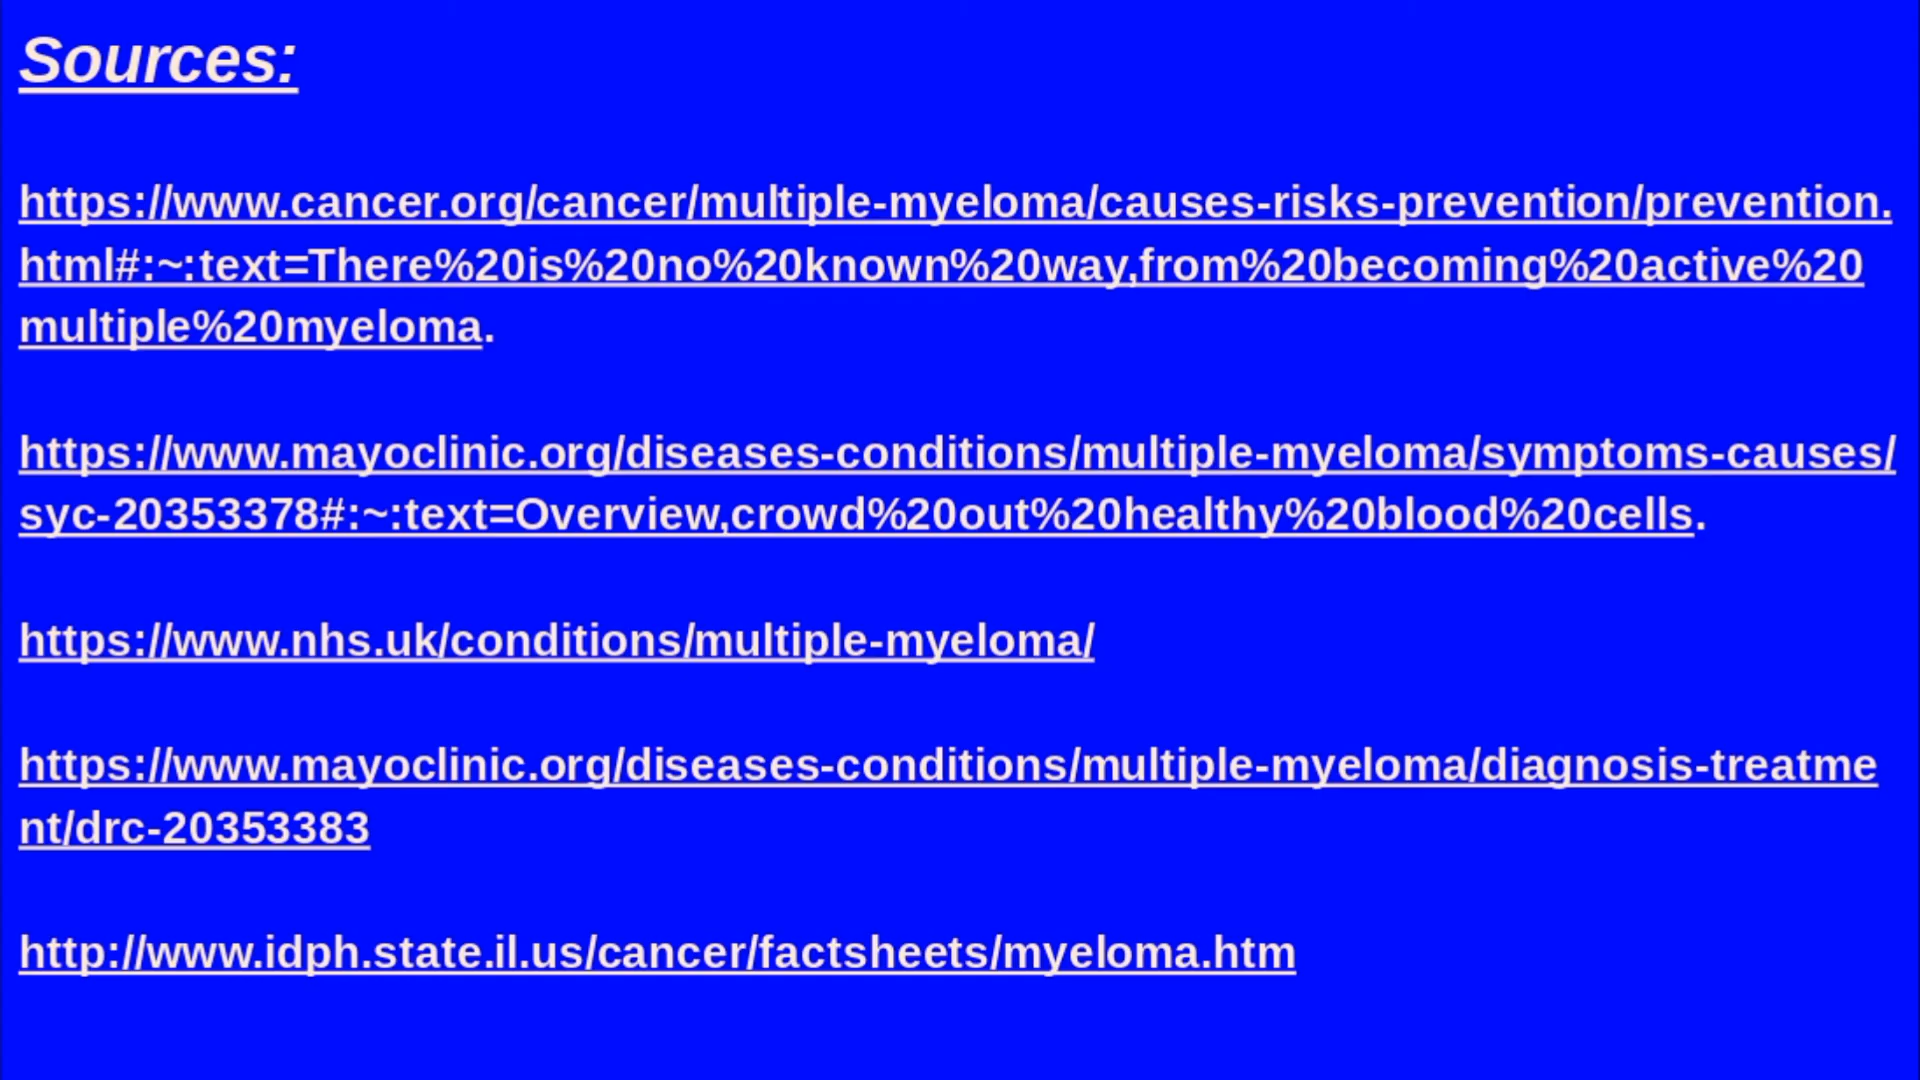 Sources:
https://www.cancer.org/cancer/multiple-myeloma/causes-risks-prevention/prevention.
html#:~:text=There%20is%20no%20known%20way,from%20becoming%20active%20
multiple%20myeloma.
https://www.mayoclinic.org/diseases-conditions/multiple-myeloma/symptoms-causes/
syc-20353378#:~:text=Overview,crowd%20out%20healthy%20blood%20cells.
https://www.nhs.uk/conditions/multiple-myeloma/
https://www.mayoclinic.org/diseases-conditions/multiple-myeloma/diagnosis-treatme
nt/drc-20353383
http://www.idph.state.il.us/cancer/factsheets/myeloma.htm